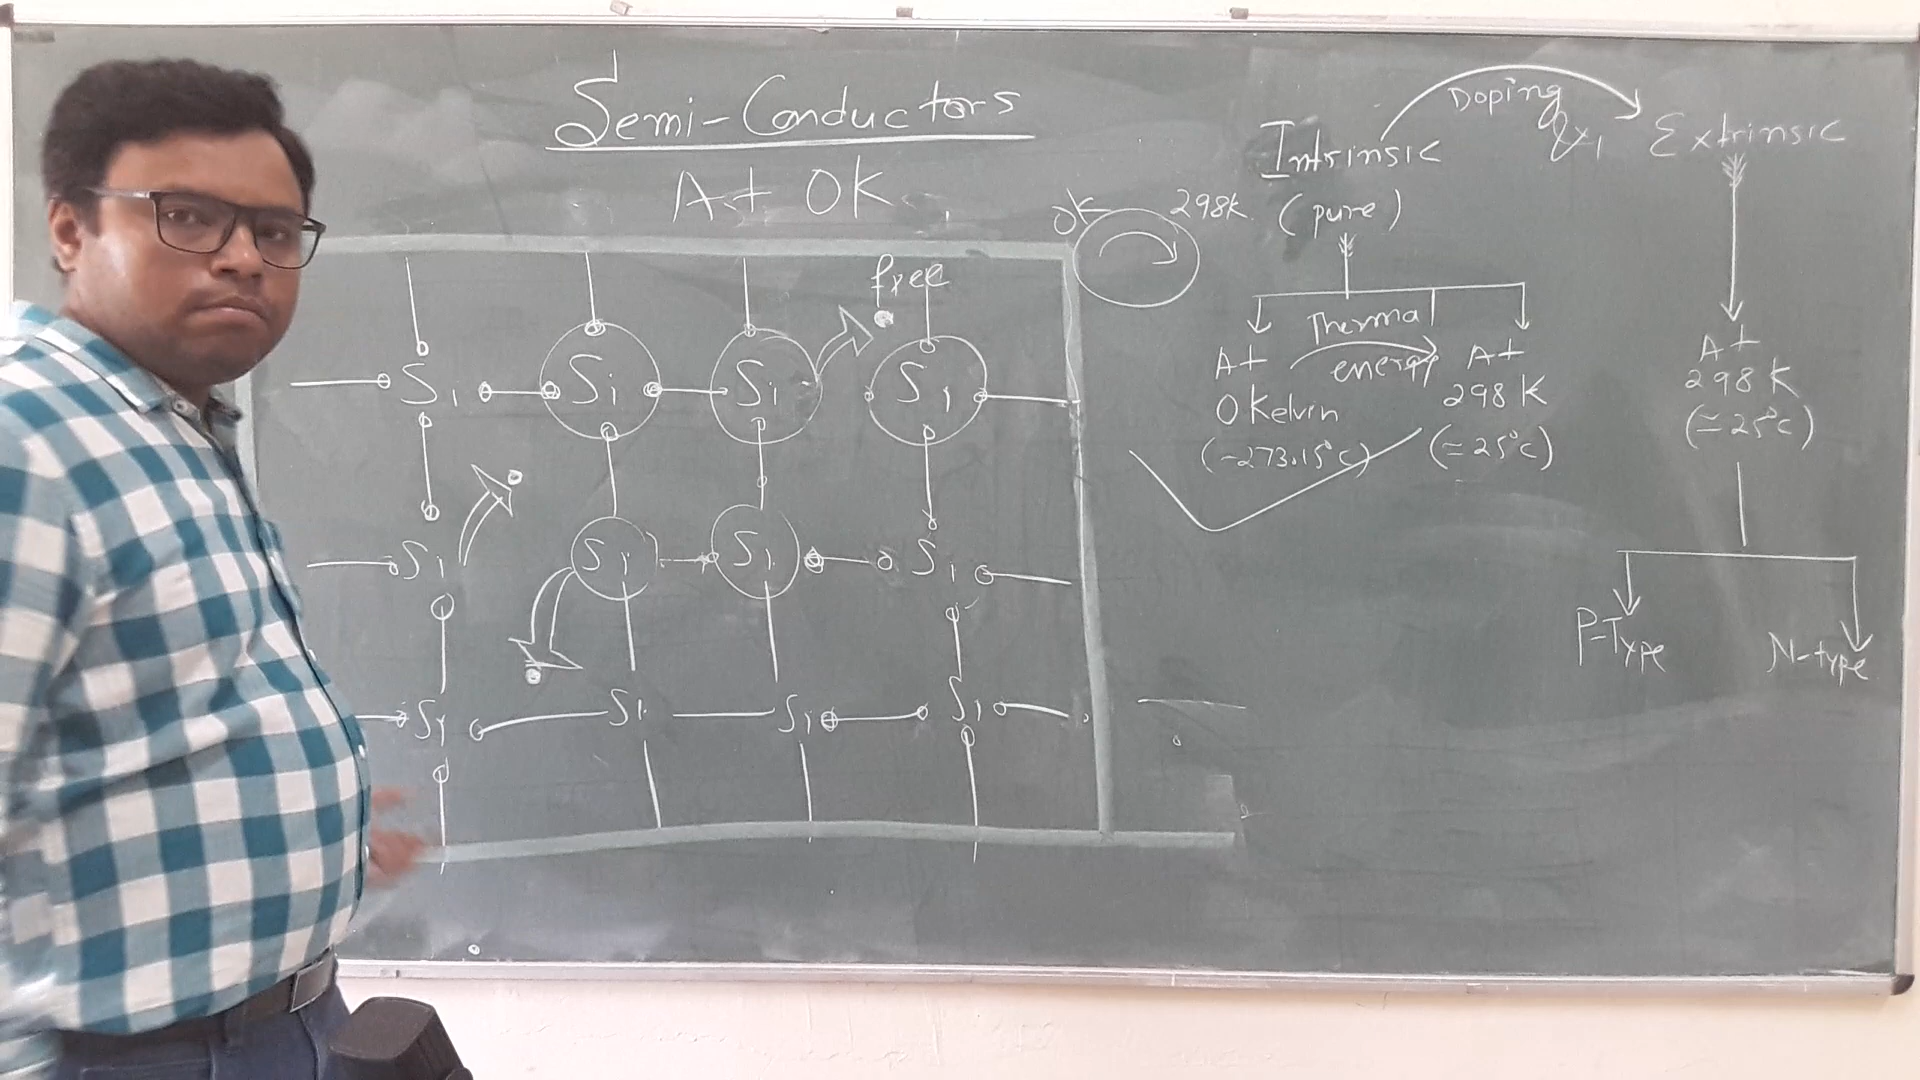 Semi-Conductors
At 0K
Si Si Si Si
free
Si Si Si Si
Si Si Si Si
0K 298K
Intrinsic
(pure)
Doping
Extrinsic
Thermal
energy
At
0 Kelvin
(-273.15°C)
At
298 K
(≃25°C)
At
298 K
(≃25°C)
P-Type
N-type